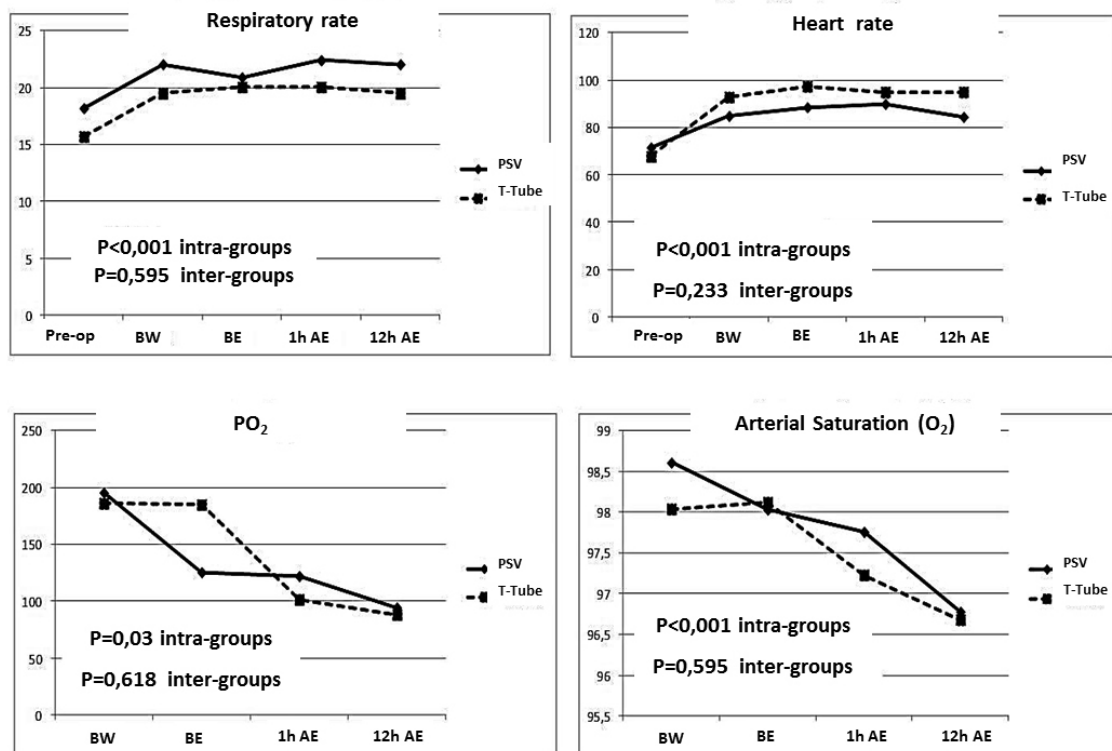 Respiratory rate
25
20
15
10
5
0
Pre-op BW BE 1h AE 12h AE
PSV
T-Tube
P<0,001 intra-groups
P=0,595 inter-groups
Heart rate
120
100
80
60
40
20
0
Pre-op BW BE 1h AE 12h AE
PSV
T-Tube
P<0,001 intra-groups
P=0,233 inter-groups
PO₂
250
200
150
100
50
0
BW BE 1h AE 12h AE
PSV
T-Tube
P=0,03 intra-groups
P=0,618 inter-groups
Arterial Saturation (O₂)
99
98,5
98
97,5
97
96,5
96
95,5
BW BE 1h AE 12h AE
PSV
T-Tube
P<0,001 intra-groups
P=0,595 inter-groups